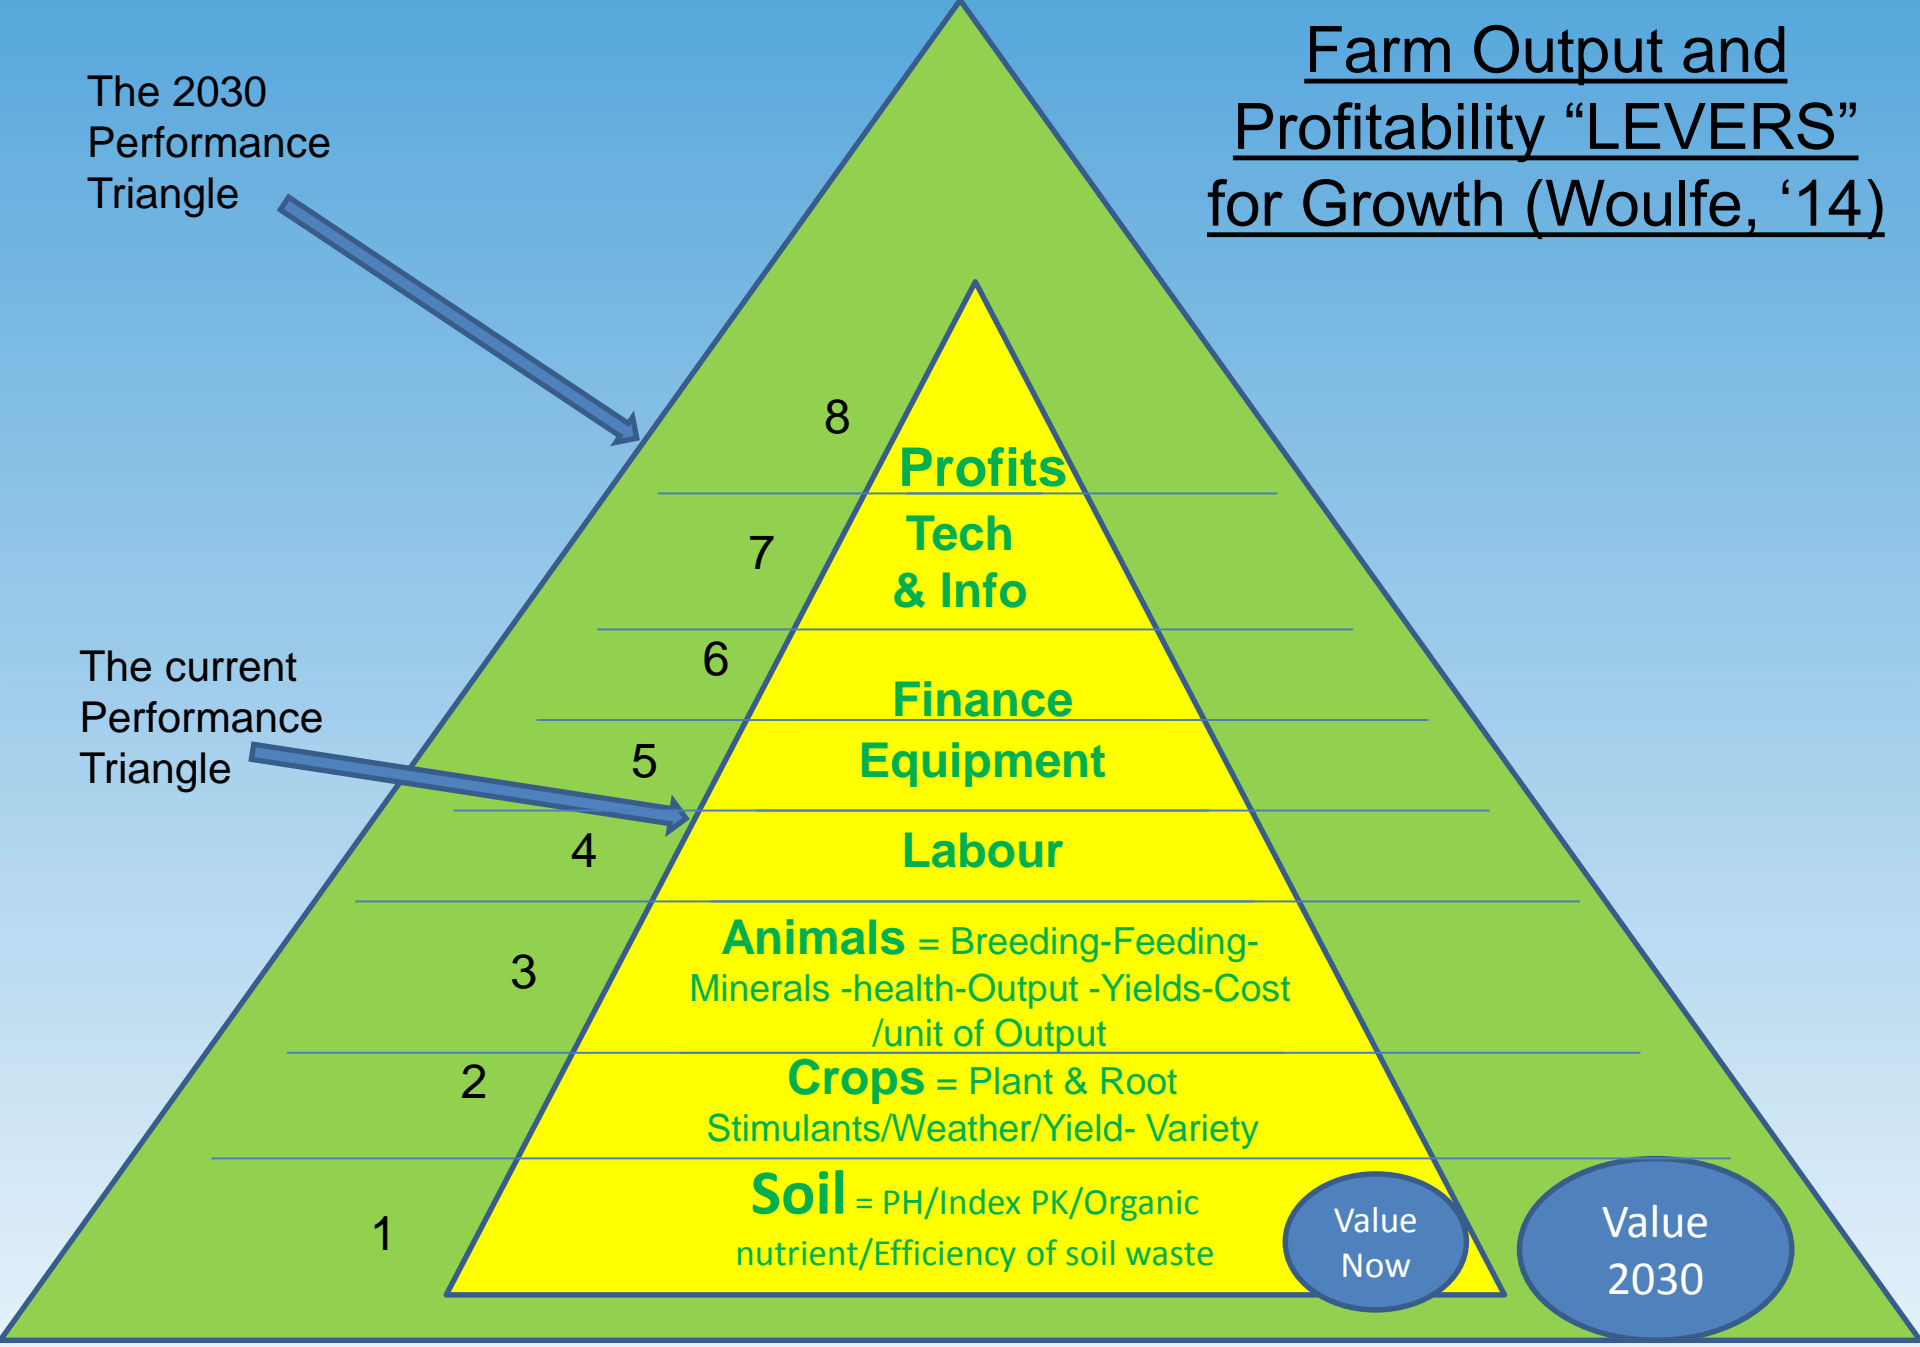 Farm Output and
Profitability “LEVERS”
for Growth (Woulfe, ‘14)
The 2030
Performance
Triangle
The current
Performance
Triangle
8
Profits
7
Tech
& Info
6
Finance
5
Equipment
4
Labour
3
Animals = Breeding-Feeding-
Minerals -health-Output -Yields-Cost
/unit of Output
2
Crops = Plant & Root
Stimulants/Weather/Yield- Variety
1
Soil = PH/Index PK/Organic
nutrient/Efficiency of soil waste
Value
Now
Value
2030